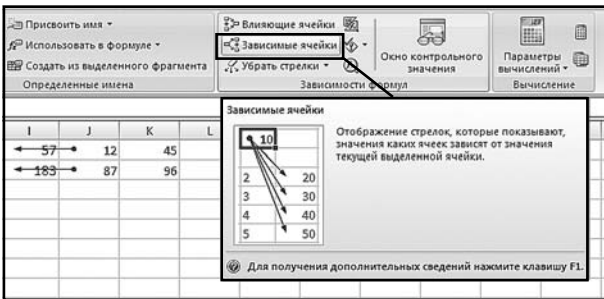 Присвоить имя
Использовать в формуле
Создать из выделенного фрагмента
Определенные имена
Влияющие ячейки
Зависимые ячейки
Убрать стрелки
Окно контрольного
значения
Зависимости формул
Параметры
вычислений
Вычисление
I J K L
57 12 45
183 87 96
Зависимые ячейки
10
2 20
3 30
4 40
5 50
Отображение стрелок, которые показывают,
значения каких ячеек зависят от значения
текущей выделенной ячейки.
Для получения дополнительных сведений нажмите клавишу F1.